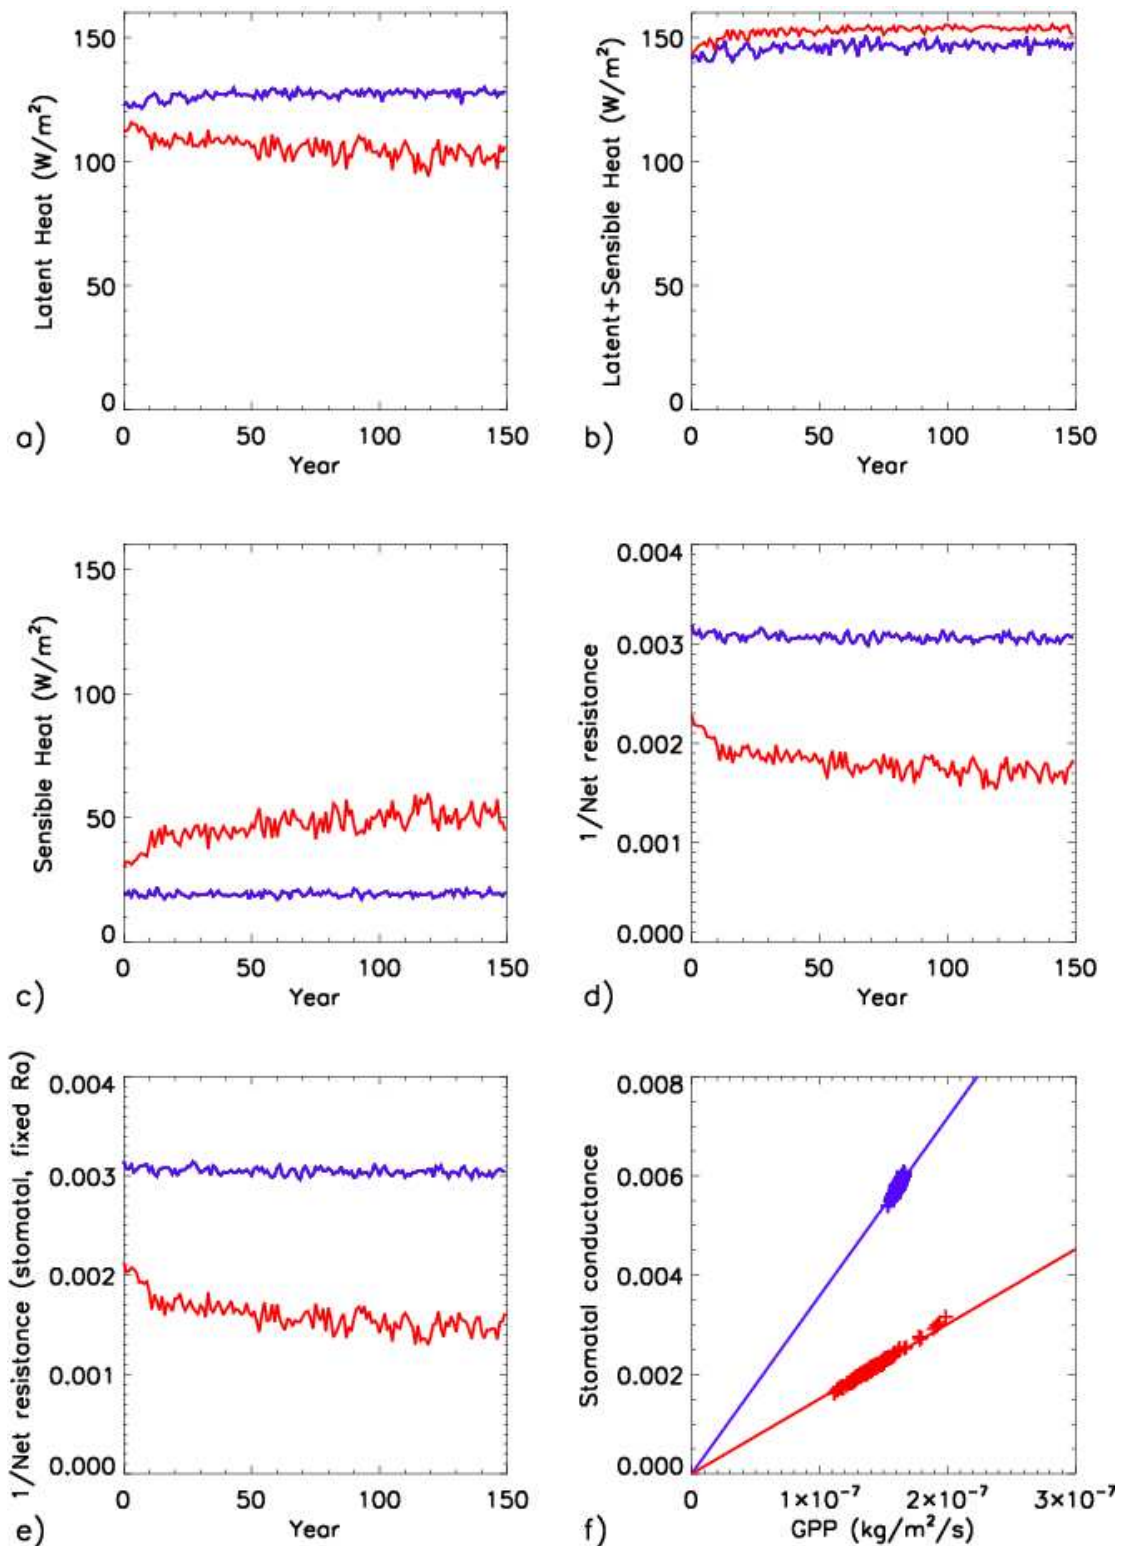 150
100
50
0
Latent Heat (W/m²)
0 50 100 150
Year
a)
150
100
50
0
Latent+Sensible Heat (W/m²)
0 50 100 150
Year
b)
150
100
50
0
Sensible Heat (W/m²)
0 50 100 150
Year
c)
0.004
0.003
0.002
0.001
0.000
1/Net resistance
0 50 100 150
Year
d)
0.004
0.003
0.002
0.001
0.000
1/Net resistance (stomatal, fixed Ra)
0 50 100 150
Year
e)
0.008
0.006
0.004
0.002
0.000
Stomatal conductance
0 1×10⁻⁷ 2×10⁻⁷ 3×10⁻⁷
GPP (kg/m²/s)
f)